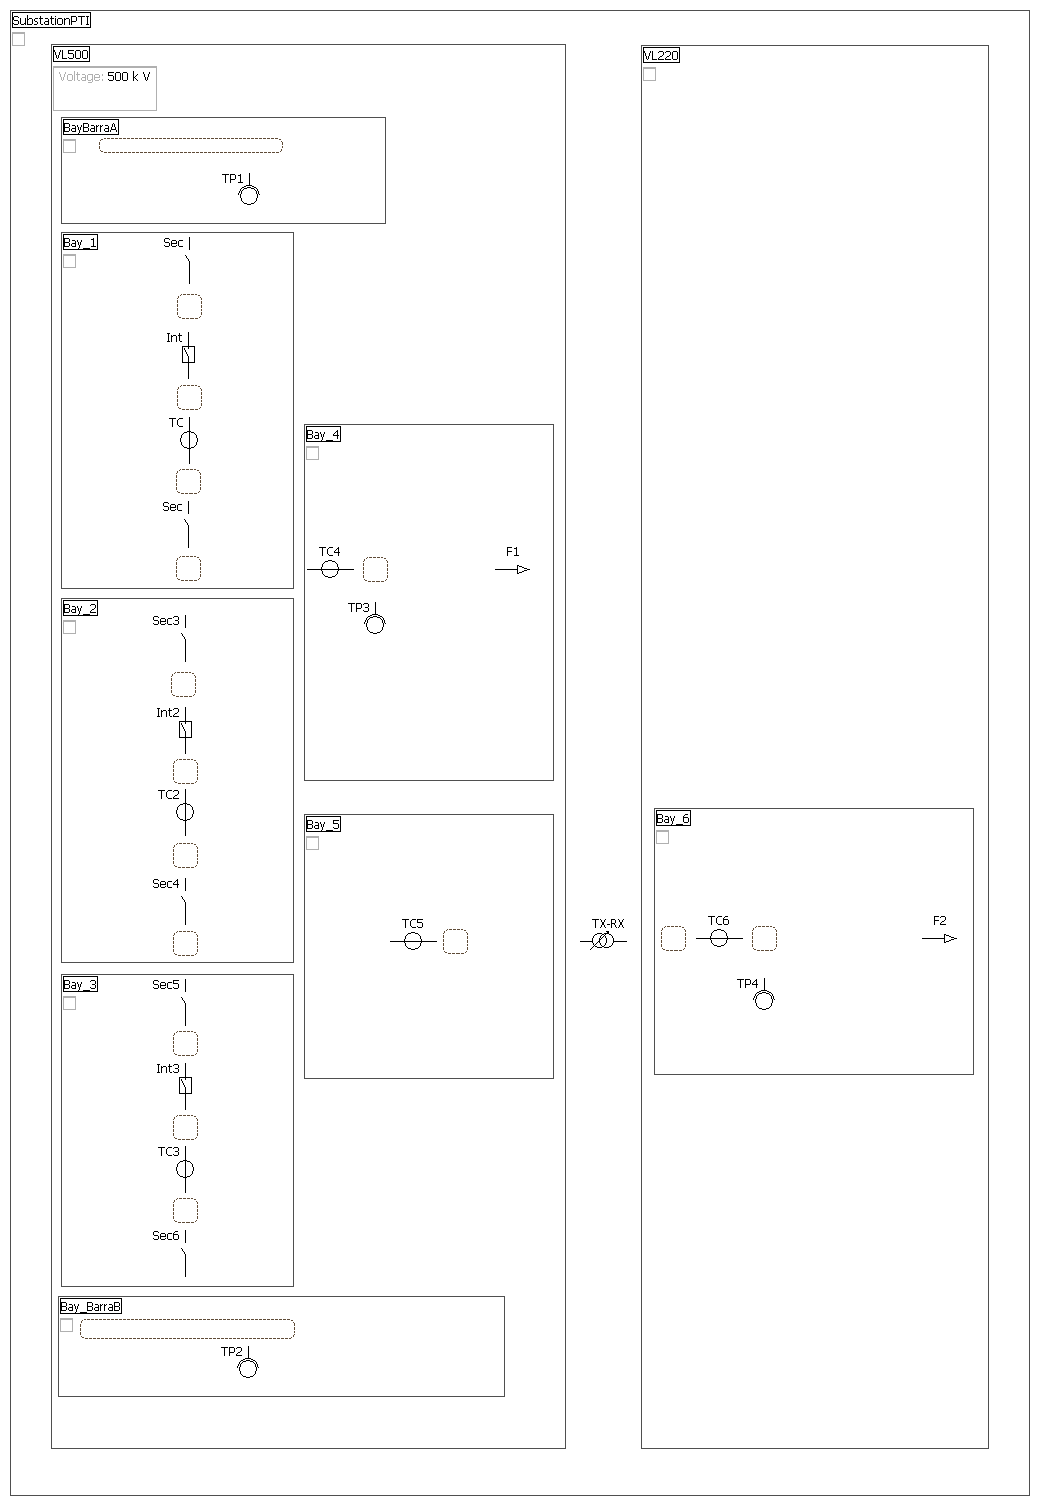 SubstationPTI
VL500
Voltage: 500 k V
BayBarraA
TP1
Bay_1
Sec
Int
TC
Sec
Bay_2
Sec3
Int2
TC2
Sec4
Bay_3
Sec5
Int3
TC3
Sec6
Bay_BarraB
TP2
Bay_4
TC4
F1
TP3
Bay_5
TC5
TX-RX
VL220
Bay_6
TC6
F2
TP4